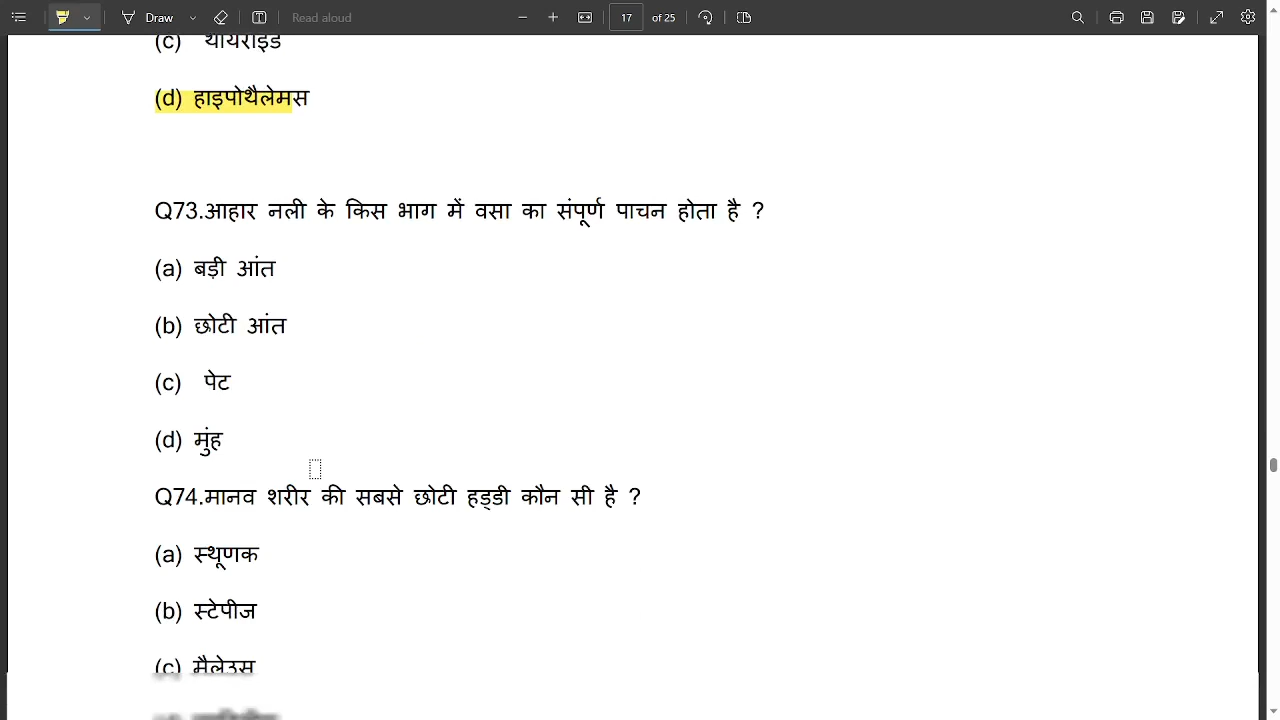 Draw
Read aloud
17 of 25
(c) थायराइड
(d) हाइपोथैलेमस
Q73.आहार नली के किस भाग में वसा का संपूर्ण पाचन होता है ?
(a) बड़ी आंत
(b) छोटी आंत
(c) पेट
(d) मुंह
Q74.मानव शरीर की सबसे छोटी हड्डी कौन सी है ?
(a) स्थूणक
(b) स्टेपीज
(c) मैलेउस